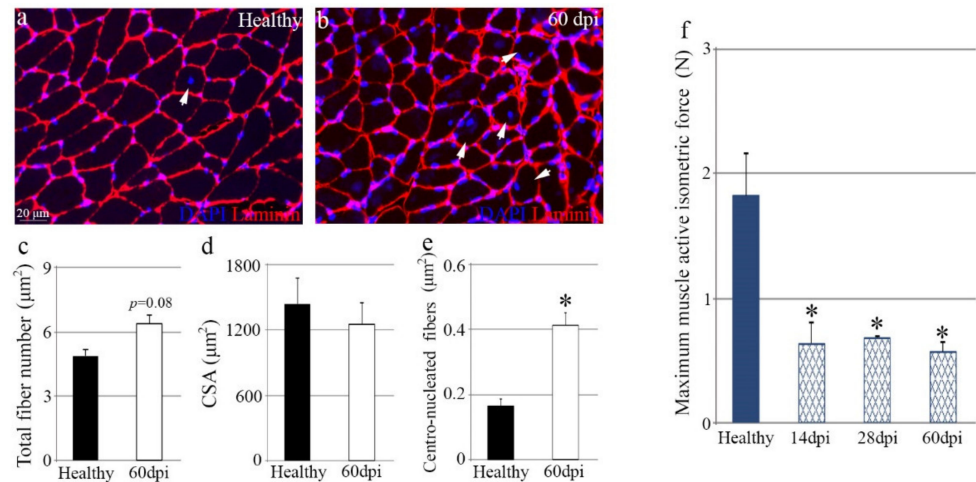 a
Healthy
b
60 dpi
20 μm
DAPI Laminin
DAPI Laminin
c
Total fiber number (μm²)
9
6
3
0
p=0.08
Healthy
60dpi
d
CSA (μm²)
1800
1200
600
0
Healthy
60dpi
e
Centro-nucleated fibers (μm²)
0.6
0.4
0.2
0
*
Healthy
60dpi
f
Maximum muscle active isometric force (N)
3
2
1
0
*
*
*
Healthy
14dpi
28dpi
60dpi